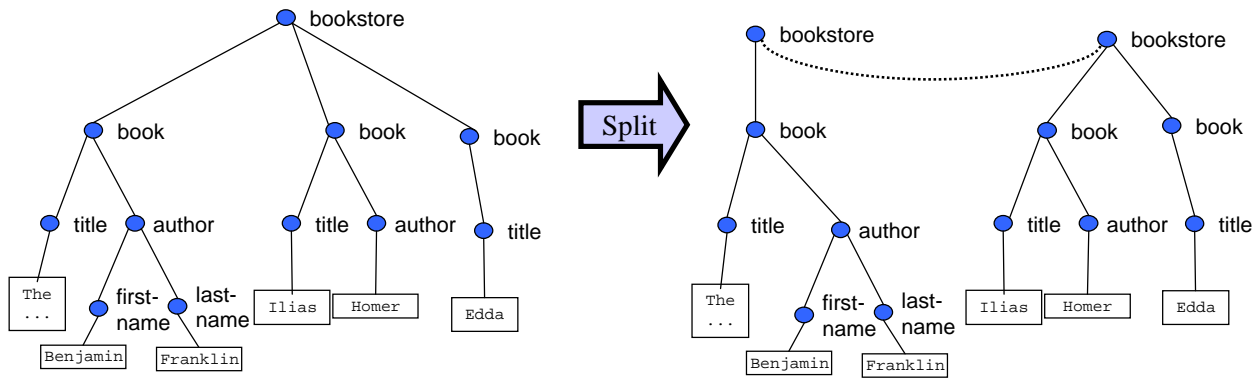 bookstore
book
book
book
title
author
title
author
title
The
...
first-
name
last-
name
Ilias
Homer
Edda
Benjamin
Franklin
Split
bookstore
bookstore
book
book
book
title
author
title
author
title
The
...
first-
name
last-
name
Ilias
Homer
Edda
Benjamin
Franklin